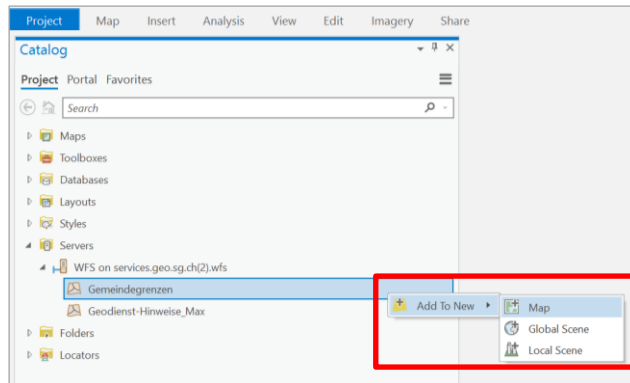 Project Map Insert Analysis View Edit Imagery Share
Catalog
Project Portal Favorites
Search
Maps
Toolboxes
Databases
Layouts
Styles
Servers
WFS on services.geo.sg.ch(2).wfs
Gemeindegrenzen
Geodienst-Hinweise_Max
Folders
Locators
Add To New
Map
Global Scene
Local Scene